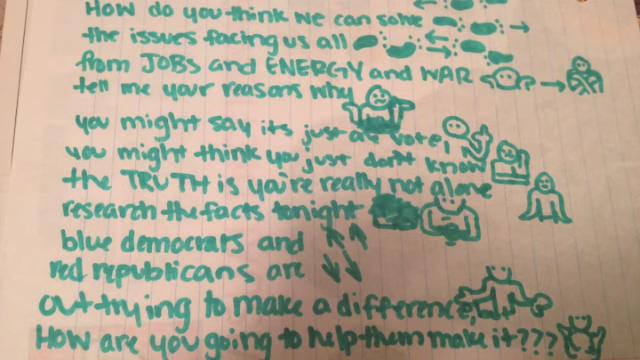 How do you think we can solve
the issues facing us all
from JOBs and ENERGY and WAR
tell me your reasons why
you might say its just a vote,
you might think you just don't know
the TRUTH is you're really not alone
research the facts tonight
blue democrats and
red republicans are
out trying to make a difference,
How are you going to help them make it???